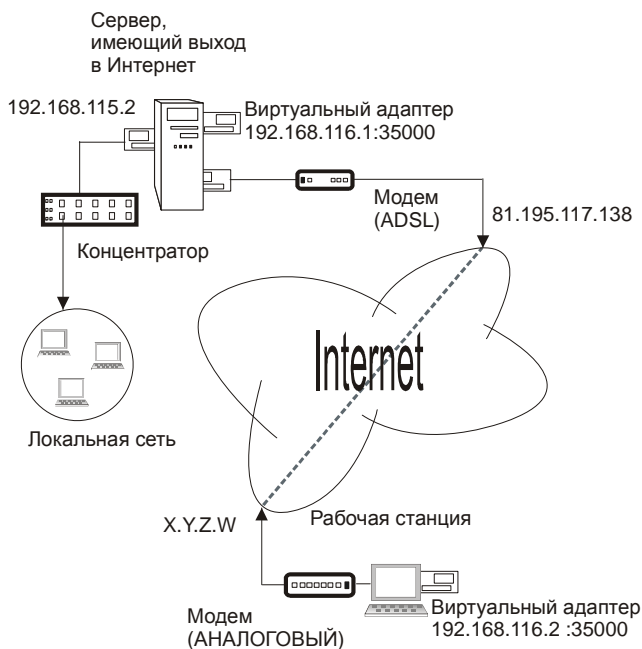 Сервер,
имеющий выход
в Интернет
192.168.115.2
Виртуальный адаптер
192.168.116.1:35000
Модем
(ADSL)
81.195.117.138
Концентратор
Internet
Локальная сеть
X.Y.Z.W
Рабочая станция
Модем
(АНАЛОГОВЫЙ)
Виртуальный адаптер
192.168.116.2 :35000